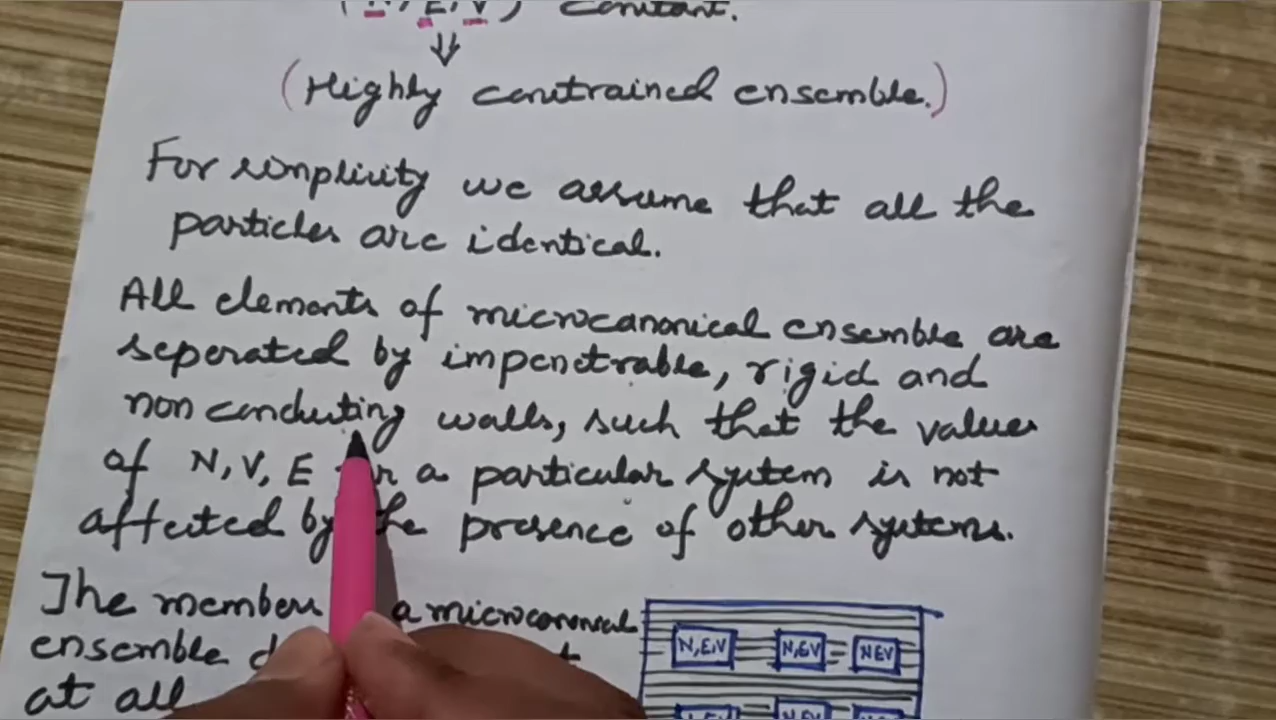 (N, E, V) constant.
(Highly constrained ensemble.)
For simplicity we assume that all the
particles are identical.
All elements of microcanonical ensemble are
seperated by impenetrable, rigid and
non conducting walls, such that the values
of N, V, E a particular system is not
affected by the presence of other systems.
The members a microcanonical
ensemble
at all
N,E,V N,E,V N E V